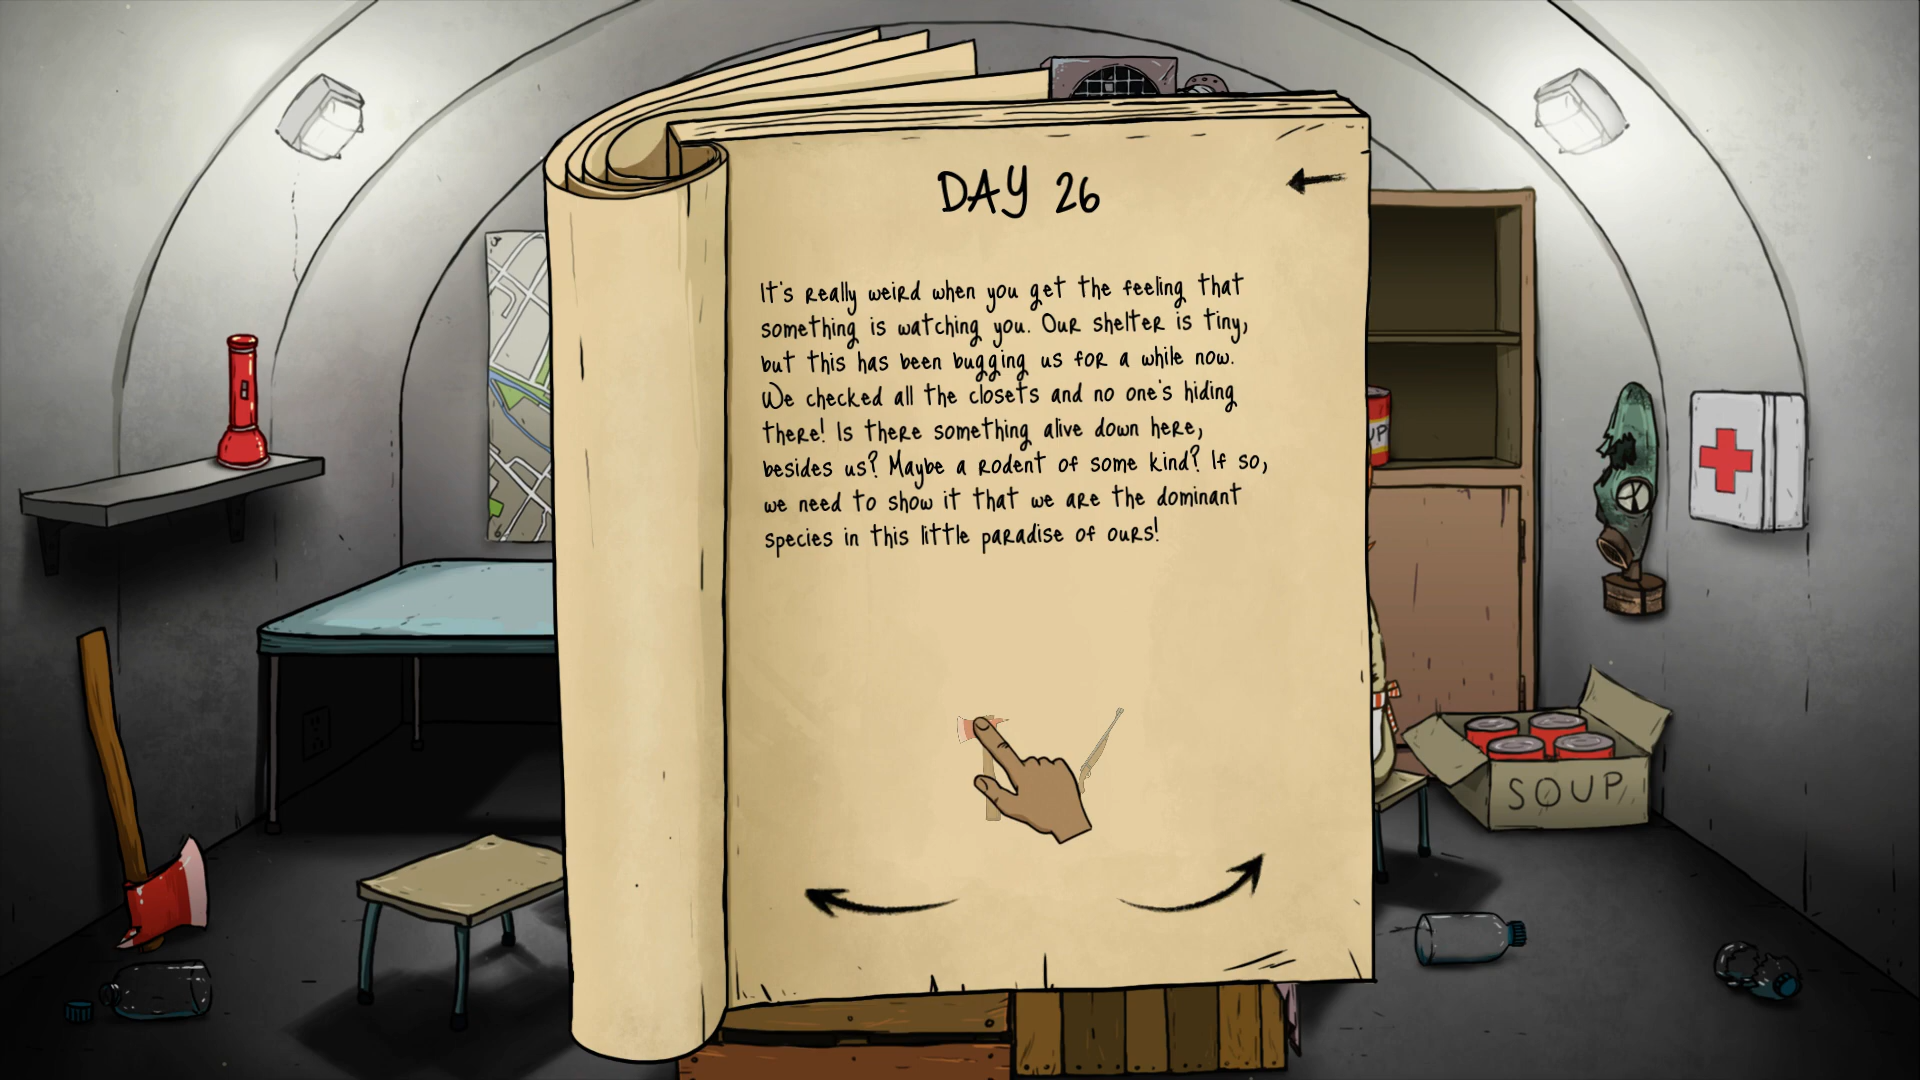 DAY 26
It's really weird when you get the feeling that
something is watching you. Our shelter is tiny,
but this has been bugging us for a while now.
We checked all the closets and no one's hiding
there! Is there something alive down here,
besides us? Maybe a rodent of some kind? If so,
we need to show it that we are the dominant
species in this little paradise of ours!
UP
SOUP